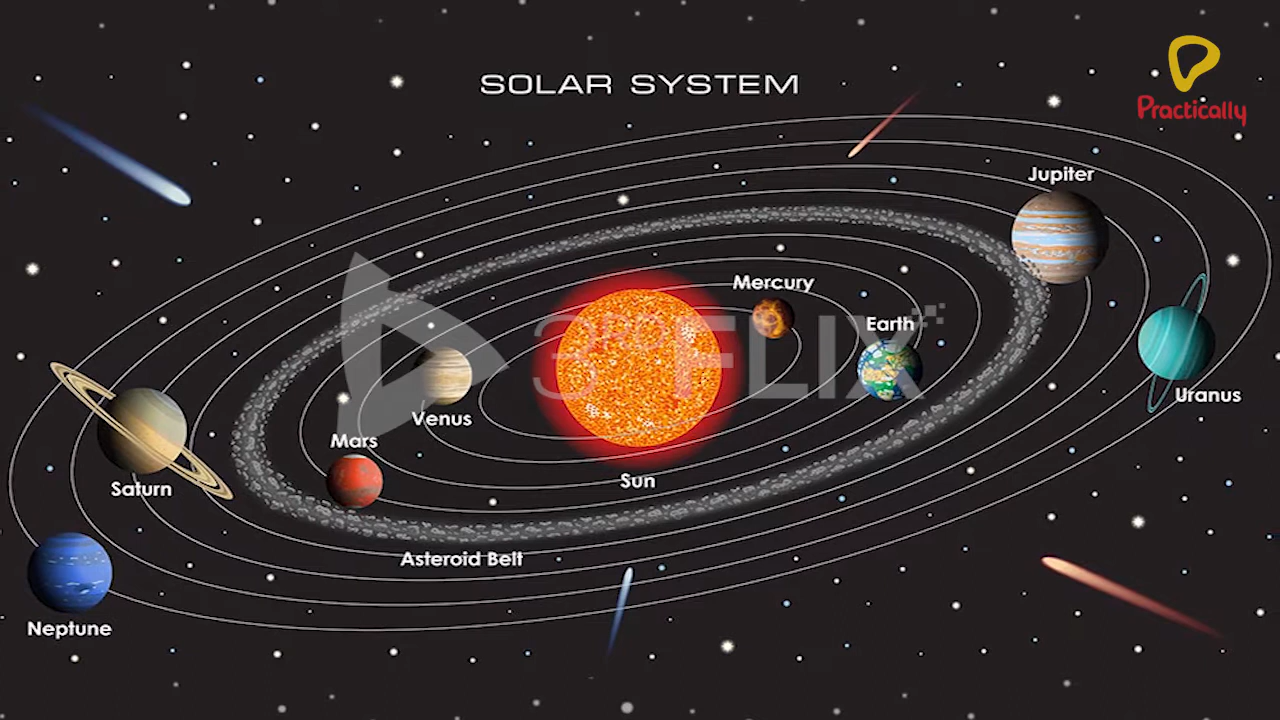 SOLAR SYSTEM
Practically
Jupiter
Mercury
Earth
Uranus
Venus
Mars
Sun
Saturn
Asteroid Belt
Neptune